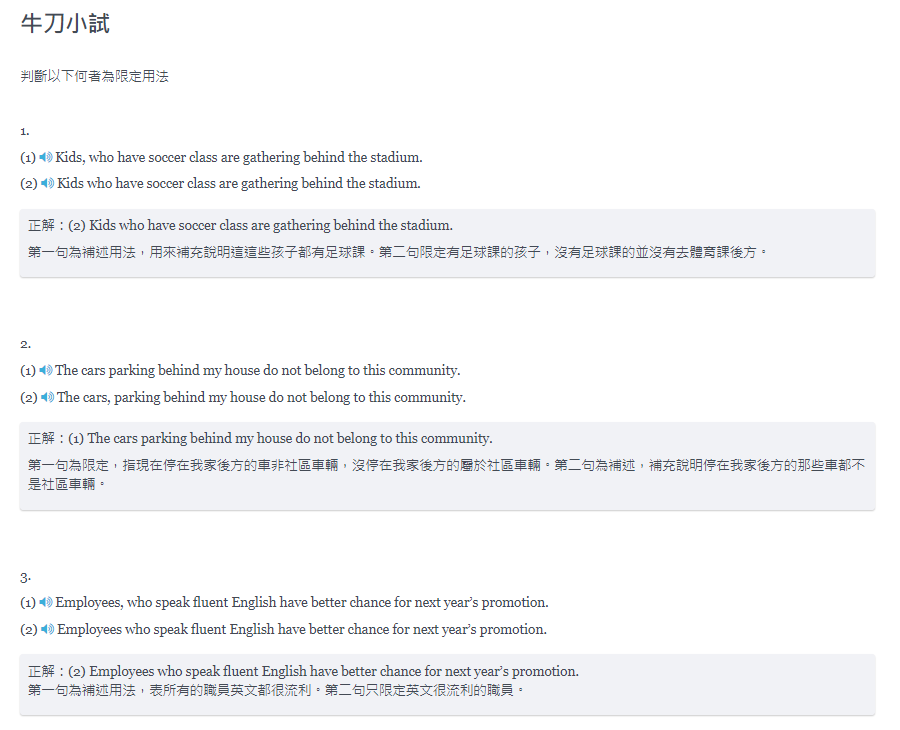 牛刀小試
判斷以下何者為限定用法
1.
(1) Kids, who have soccer class are gathering behind the stadium.
(2) Kids who have soccer class are gathering behind the stadium.
正解：(2) Kids who have soccer class are gathering behind the stadium.
第一句為補述用法，用來補充說明這這些孩子都有足球課。第二句限定有足球課的孩子，沒有足球課的並沒有去體育課後方。
2.
(1) The cars parking behind my house do not belong to this community.
(2) The cars, parking behind my house do not belong to this community.
正解：(1) The cars parking behind my house do not belong to this community.
第一句為限定，指現在停在我家後方的車非社區車輛，沒停在我家後方的屬於社區車輛。第二句為補述，補充說明停在我家後方的那些車都不
是社區車輛。
3.
(1) Employees, who speak fluent English have better chance for next year’s promotion.
(2) Employees who speak fluent English have better chance for next year’s promotion.
正解：(2) Employees who speak fluent English have better chance for next year’s promotion.
第一句為補述用法，表所有的職員英文都很流利。第二句只限定英文很流利的職員。